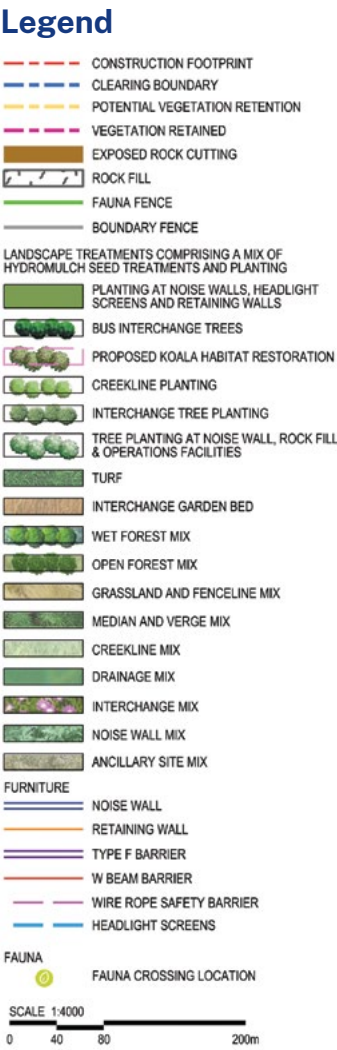 Legend
CONSTRUCTION FOOTPRINT
CLEARING BOUNDARY
POTENTIAL VEGETATION RETENTION
VEGETATION RETAINED
EXPOSED ROCK CUTTING
ROCK FILL
FAUNA FENCE
BOUNDARY FENCE
LANDSCAPE TREATMENTS COMPRISING A MIX OF
HYDROMULCH SEED TREATMENTS AND PLANTING
PLANTING AT NOISE WALLS, HEADLIGHT
SCREENS AND RETAINING WALLS
BUS INTERCHANGE TREES
PROPOSED KOALA HABITAT RESTORATION
CREEKLINE PLANTING
INTERCHANGE TREE PLANTING
TREE PLANTING AT NOISE WALL, ROCK FILL
& OPERATIONS FACILITIES
TURF
INTERCHANGE GARDEN BED
WET FOREST MIX
OPEN FOREST MIX
GRASSLAND AND FENCELINE MIX
MEDIAN AND VERGE MIX
CREEKLINE MIX
DRAINAGE MIX
INTERCHANGE MIX
NOISE WALL MIX
ANCILLARY SITE MIX
FURNITURE
NOISE WALL
RETAINING WALL
TYPE F BARRIER
W BEAM BARRIER
WIRE ROPE SAFETY BARRIER
HEADLIGHT SCREENS
FAUNA
FAUNA CROSSING LOCATION
SCALE 1:4000
0 40 80 200m